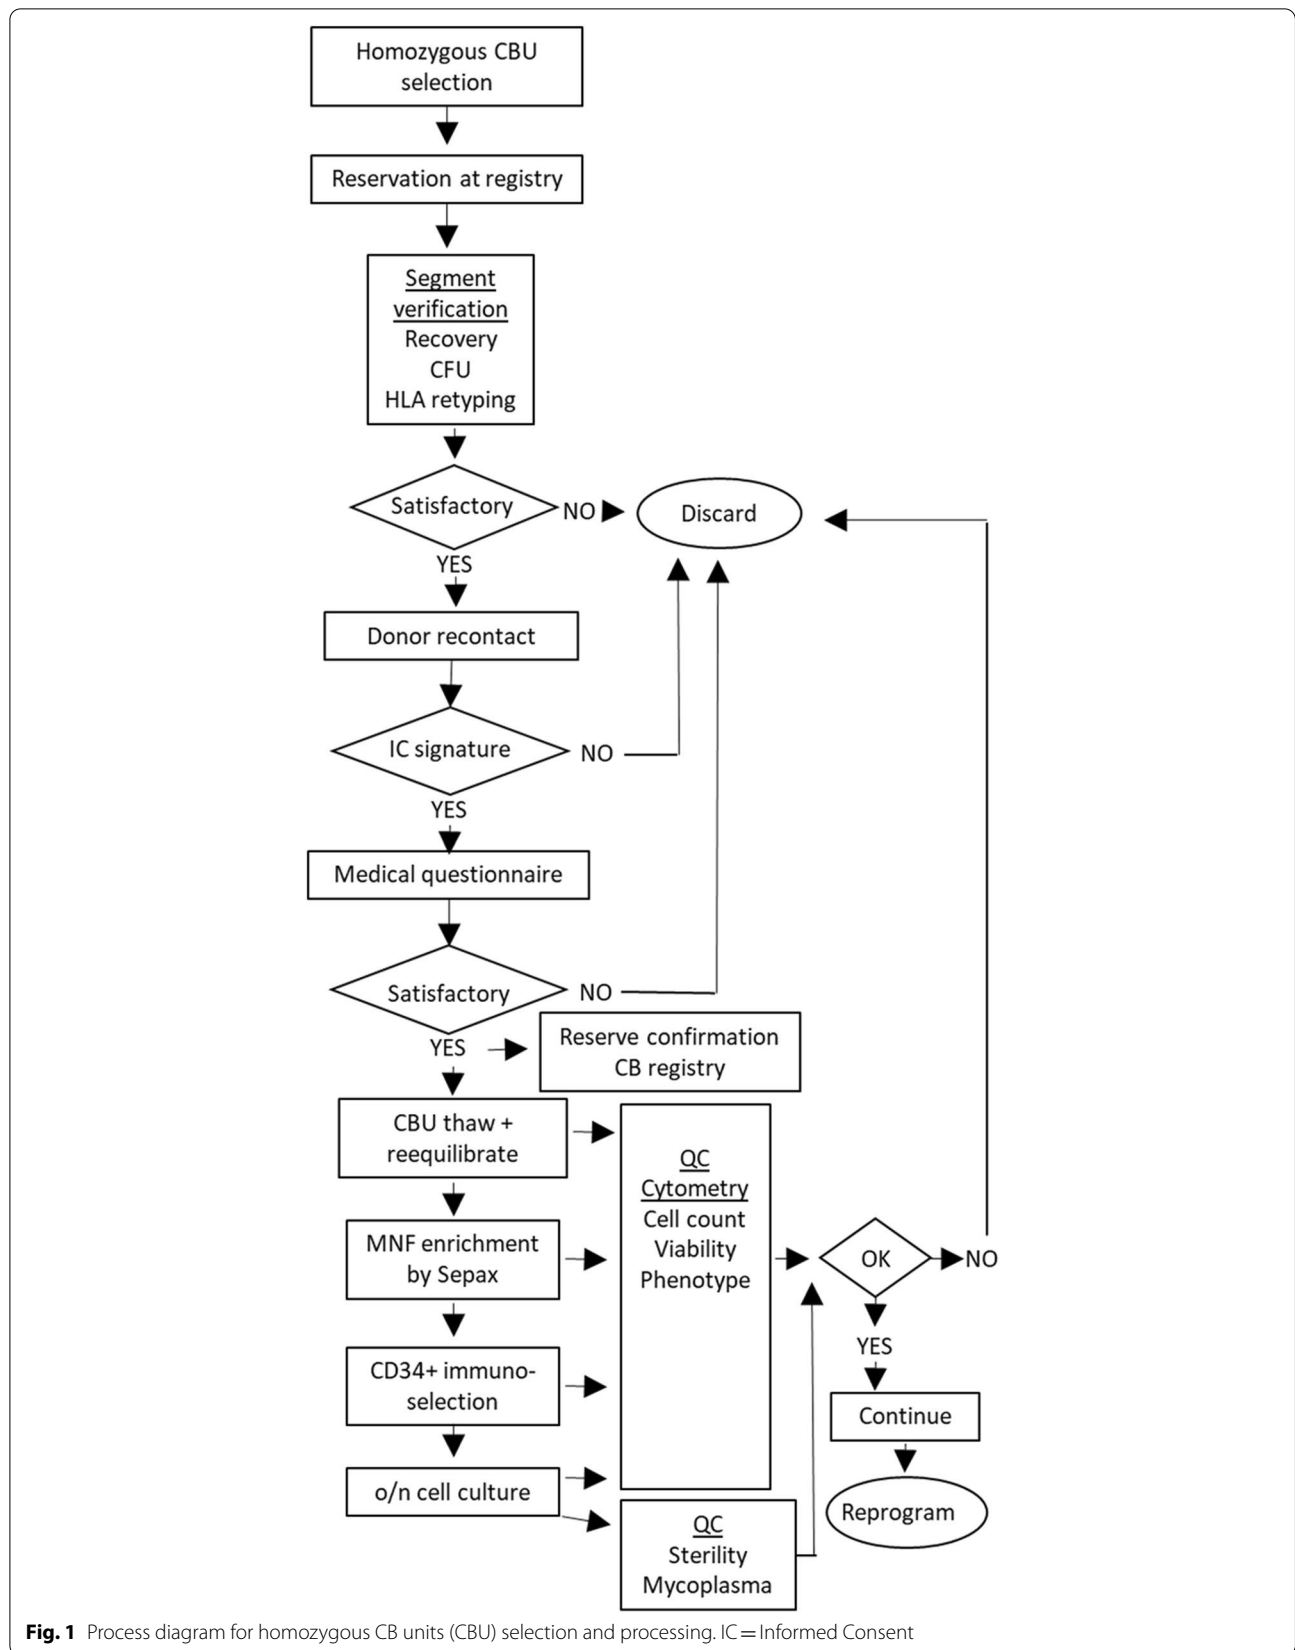 Homozygous CBU
selection
Reservation at registry
Segment
verification
Recovery
CFU
HLA retyping
Satisfactory
NO
Discard
YES
Donor recontact
IC signature
NO
YES
Medical questionnaire
Satisfactory
NO
YES
Reserve confirmation
CB registry
CBU thaw +
reequilibrate
QC
Cytometry
Cell count
Viability
Phenotype
MNF enrichment
by Sepax
OK
NO
YES
CD34+ immuno-
selection
Continue
o/n cell culture
Reprogram
QC
Sterility
Mycoplasma
Fig. 1 Process diagram for homozygous CB units (CBU) selection and processing. IC = Informed Consent